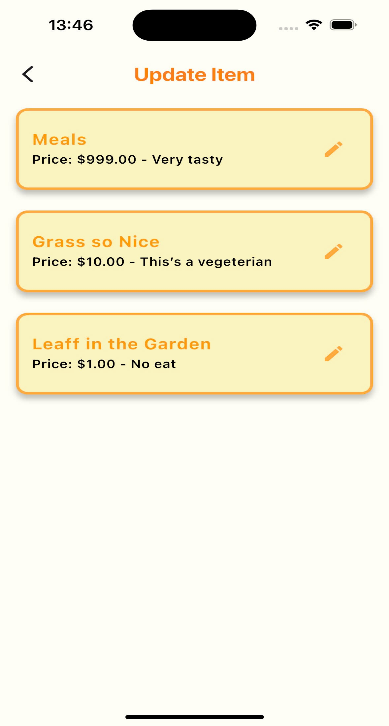 13:46
Update Item
Meals
Price: $999.00 - Very tasty
Grass so Nice
Price: $10.00 - This's a vegeterian
Leaff in the Garden
Price: $1.00 - No eat